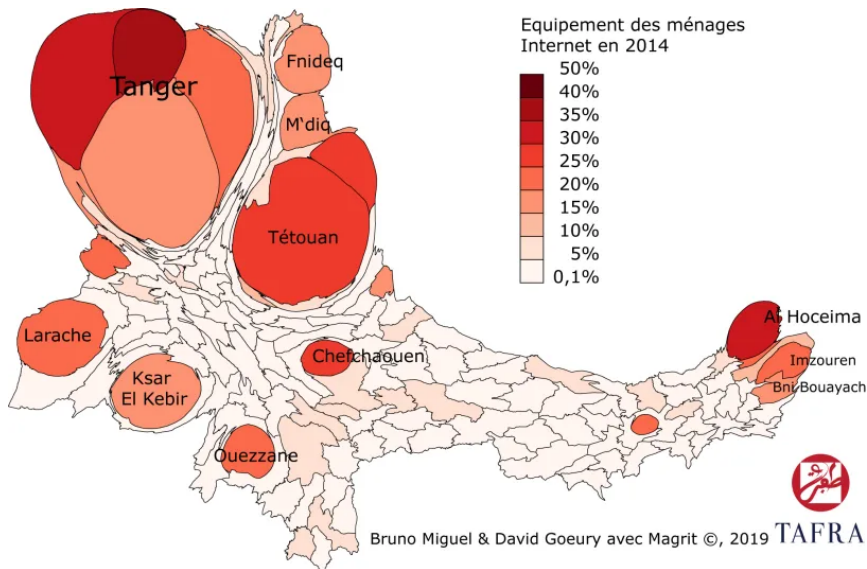 Equipement des ménages
Internet en 2014
50%
40%
35%
30%
25%
20%
15%
10%
5%
0,1%
Tanger
Fnideq
M'diq
Tétouan
Larache
Chefchaouen
Ksar
El Kebir
Ouezzane
Al Hoceima
Imzouren
Bni Bouayach
Bruno Miguel & David Goeury avec Magrit ©, 2019
TAFRA